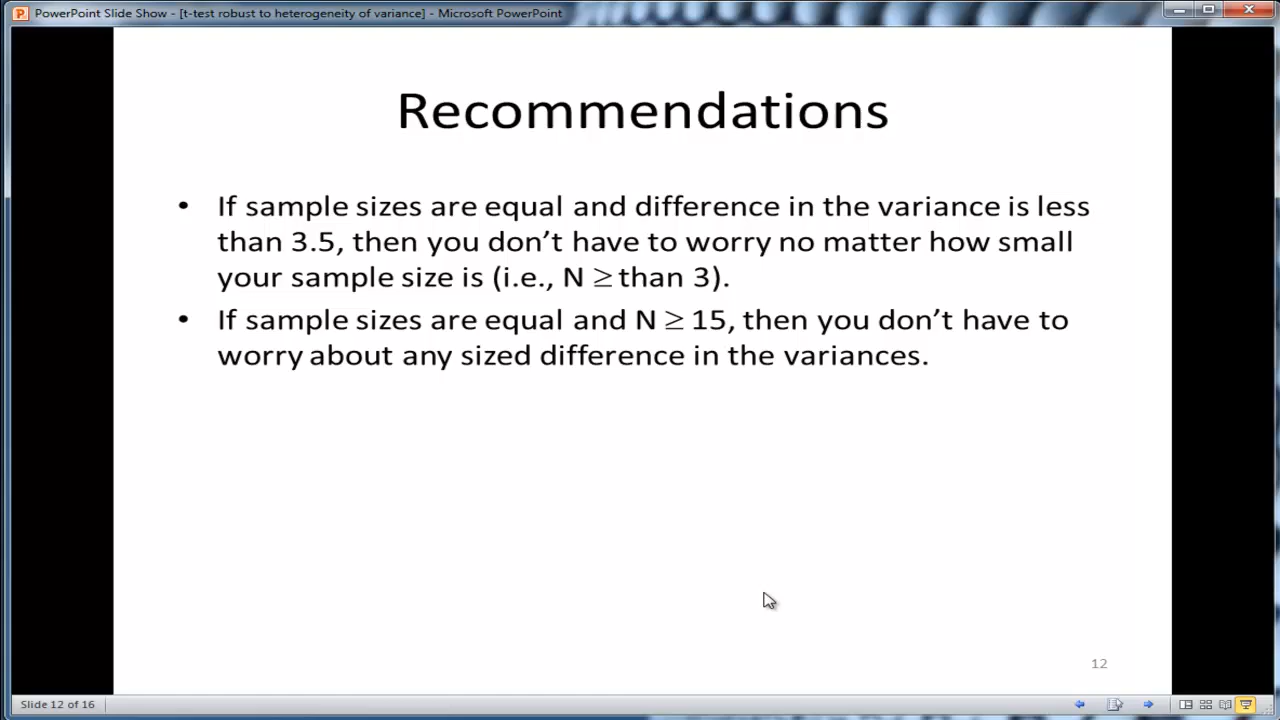 PowerPoint Slide Show - [t-test robust to heterogeneity of variance] - Microsoft PowerPoint
Recommendations
• If sample sizes are equal and difference in the variance is less
than 3.5, then you don’t have to worry no matter how small
your sample size is (i.e., N ≥ than 3).
• If sample sizes are equal and N ≥ 15, then you don’t have to
worry about any sized difference in the variances.
12
Slide 12 of 16